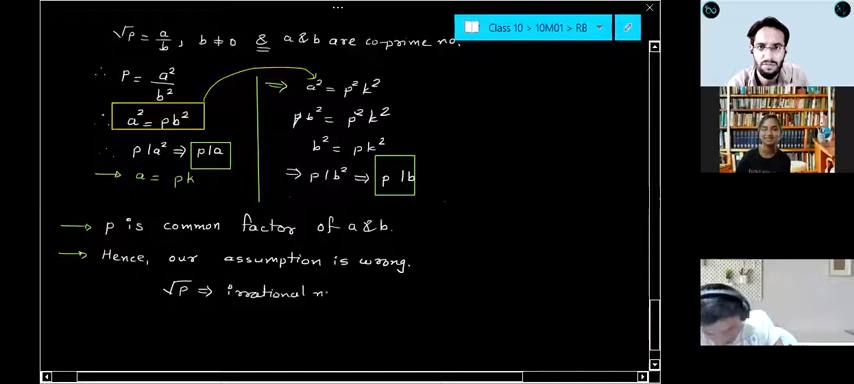 √P = a/b, b≠0 & a&b are co-prime no.
∴ P = a²/b²
∴ a² = pb²
∴ p|a² ⇒ p|a
→ a = pk
⇒ a² = p²k²
pb² = p²k²
b² = pk²
⇒ p|b² ⇒ p|b
→ p is common factor of a&b.
→ Hence, our assumption is wrong.
√P ⇒ irrational n
Class 10 > 10M01 > RB